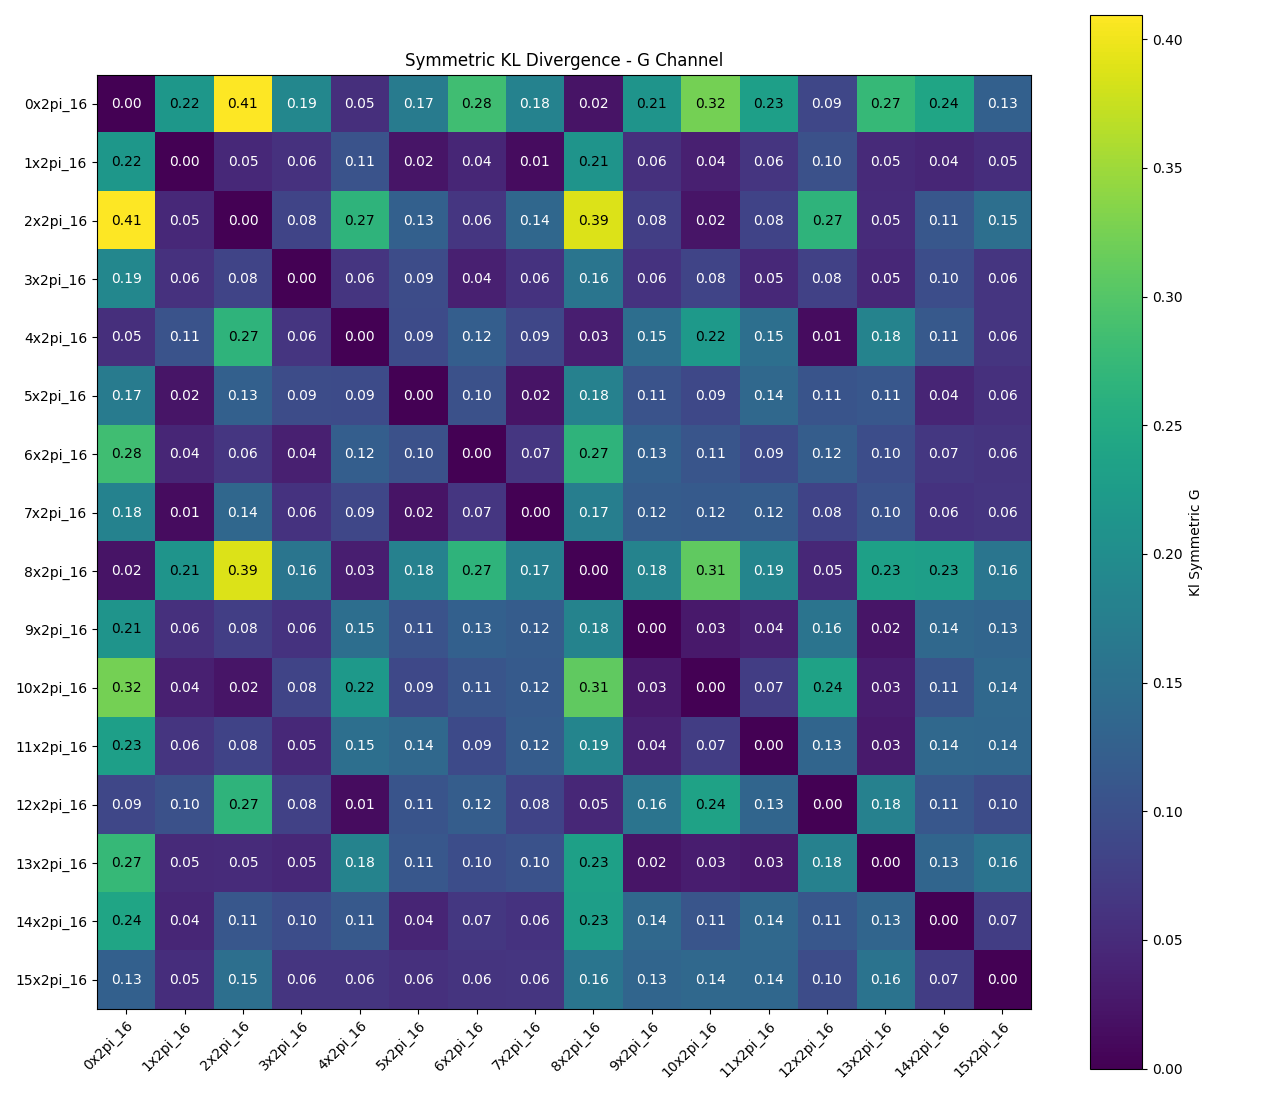 Symmetric KL Divergence - G Channel
0x2pi_16 0.00 0.22 0.41 0.19 0.05 0.17 0.28 0.18 0.02 0.21 0.32 0.23 0.09 0.27 0.24 0.13
1x2pi_16 0.22 0.00 0.05 0.06 0.11 0.02 0.04 0.01 0.21 0.06 0.04 0.06 0.10 0.05 0.04 0.05
2x2pi_16 0.41 0.05 0.00 0.08 0.27 0.13 0.06 0.14 0.39 0.08 0.02 0.08 0.27 0.05 0.11 0.15
3x2pi_16 0.19 0.06 0.08 0.00 0.06 0.09 0.04 0.06 0.16 0.06 0.08 0.05 0.08 0.05 0.10 0.06
4x2pi_16 0.05 0.11 0.27 0.06 0.00 0.09 0.12 0.09 0.03 0.15 0.22 0.15 0.01 0.18 0.11 0.06
5x2pi_16 0.17 0.02 0.13 0.09 0.09 0.00 0.10 0.02 0.18 0.11 0.09 0.14 0.11 0.11 0.04 0.06
6x2pi_16 0.28 0.04 0.06 0.04 0.12 0.10 0.00 0.07 0.27 0.13 0.11 0.09 0.12 0.10 0.07 0.06
7x2pi_16 0.18 0.01 0.14 0.06 0.09 0.02 0.07 0.00 0.17 0.12 0.12 0.12 0.08 0.10 0.06 0.06
8x2pi_16 0.02 0.21 0.39 0.16 0.03 0.18 0.27 0.17 0.00 0.18 0.31 0.19 0.05 0.23 0.23 0.16
9x2pi_16 0.21 0.06 0.08 0.06 0.15 0.11 0.13 0.12 0.18 0.00 0.03 0.04 0.16 0.02 0.14 0.13
10x2pi_16 0.32 0.04 0.02 0.08 0.22 0.09 0.11 0.12 0.31 0.03 0.00 0.07 0.24 0.03 0.11 0.14
11x2pi_16 0.23 0.06 0.08 0.05 0.15 0.14 0.09 0.12 0.19 0.04 0.07 0.00 0.13 0.03 0.14 0.14
12x2pi_16 0.09 0.10 0.27 0.08 0.01 0.11 0.12 0.08 0.05 0.16 0.24 0.13 0.00 0.18 0.11 0.10
13x2pi_16 0.27 0.05 0.05 0.05 0.18 0.11 0.10 0.10 0.23 0.02 0.03 0.03 0.18 0.00 0.13 0.16
14x2pi_16 0.24 0.04 0.11 0.10 0.11 0.04 0.07 0.06 0.23 0.14 0.11 0.14 0.11 0.13 0.00 0.07
15x2pi_16 0.13 0.05 0.15 0.06 0.06 0.06 0.06 0.06 0.16 0.13 0.14 0.14 0.10 0.16 0.07 0.00
0x2pi_16 1x2pi_16 2x2pi_16 3x2pi_16 4x2pi_16 5x2pi_16 6x2pi_16 7x2pi_16 8x2pi_16 9x2pi_16 10x2pi_16 11x2pi_16 12x2pi_16 13x2pi_16 14x2pi_16 15x2pi_16
0.40
0.35
0.30
0.25
0.20
0.15
0.10
0.05
0.00
Kl Symmetric G